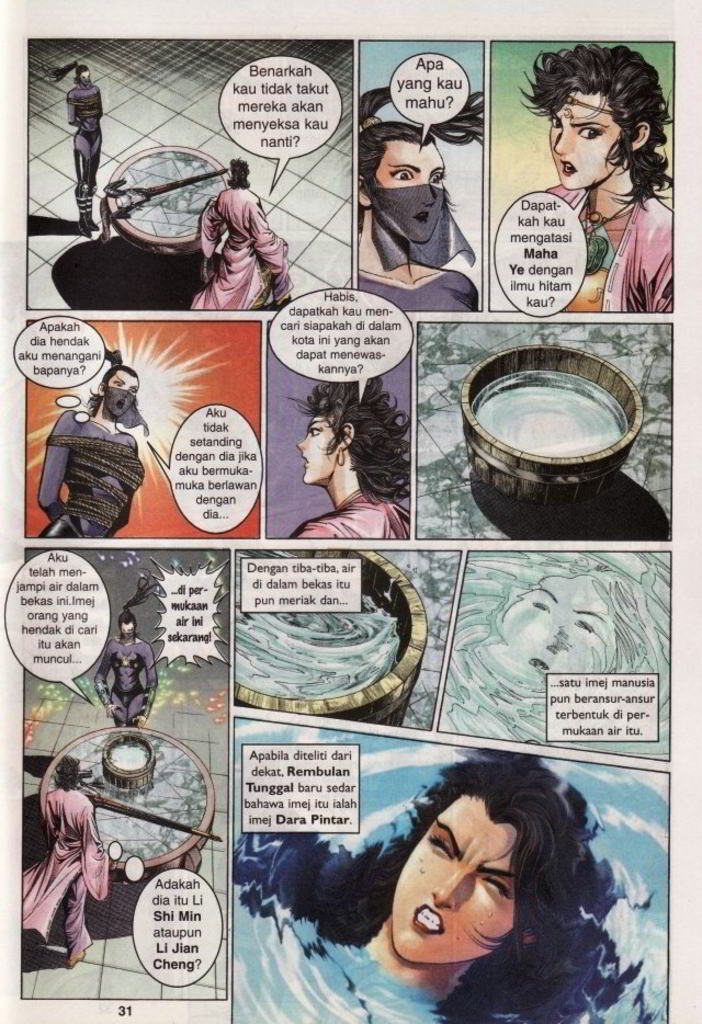 Benarkah
kau tidak takut
mereka akan
menyeksa kau
nanti?
Apa
yang kau
mahu?
Dapat-
kah kau
mengatasi
Maha
Ye dengan
ilmu hitam
kau?
Apakah
dia hendak
aku menangani
bapanya?
Aku
tidak
setanding
dengan dia jika
aku bermuka-
muka berlawan
dengan
dia...
Habis,
dapatkah kau men-
cari siapakah di dalam
kota ini yang akan
dapat menewas-
kannya?
Aku
telah men-
jampi air dalam
bekas ini.Imej
orang yang
hendak di cari
itu akan
muncul...
...di per-
mukaan
air ini
sekarang!
Adakah
dia itu Li
Shi Min
ataupun
Li Jian
Cheng?
Dengan tiba-tiba, air
di dalam bekas itu
pun meriak dan...
...satu imej manusia
pun beransur-ansur
terbentuk di per-
mukaan air itu.
Apabila diteliti dari
dekat, Rembulan
Tunggal baru sedar
bahawa imej itu ialah
imej Dara Pintar.
31